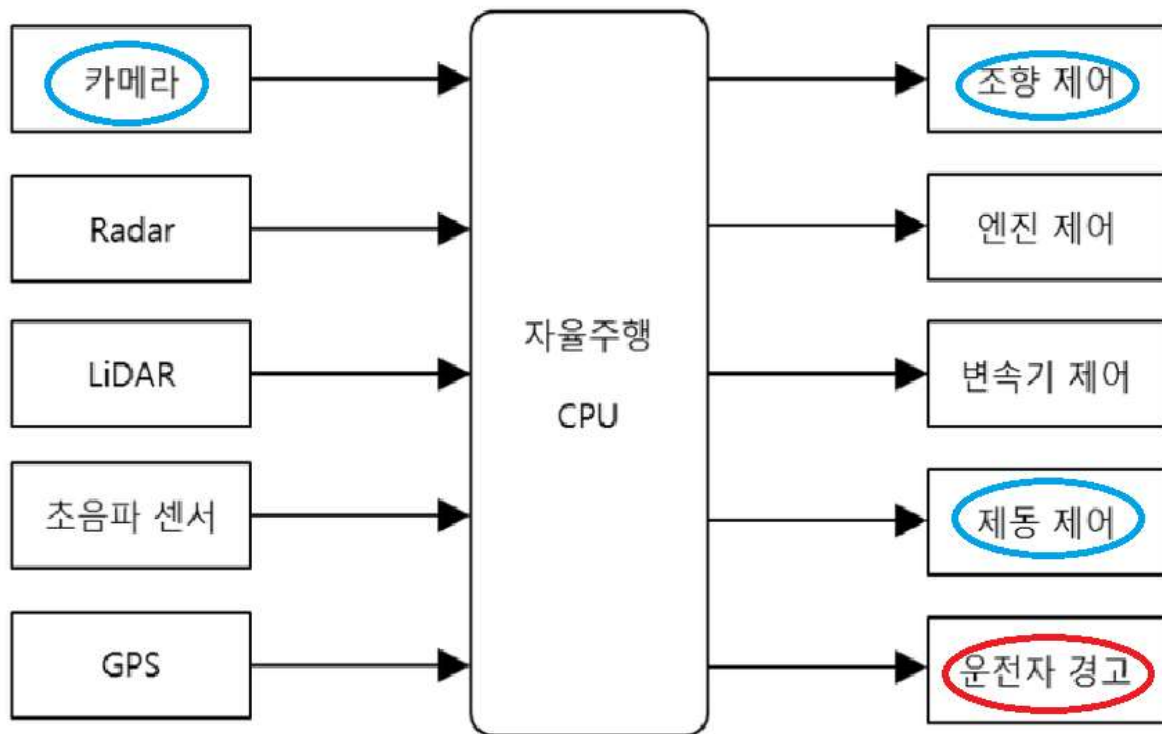 카메라
Radar
LiDAR
초음파 센서
GPS
자율주행
CPU
조향 제어
엔진 제어
변속기 제어
제동 제어
운전자 경고